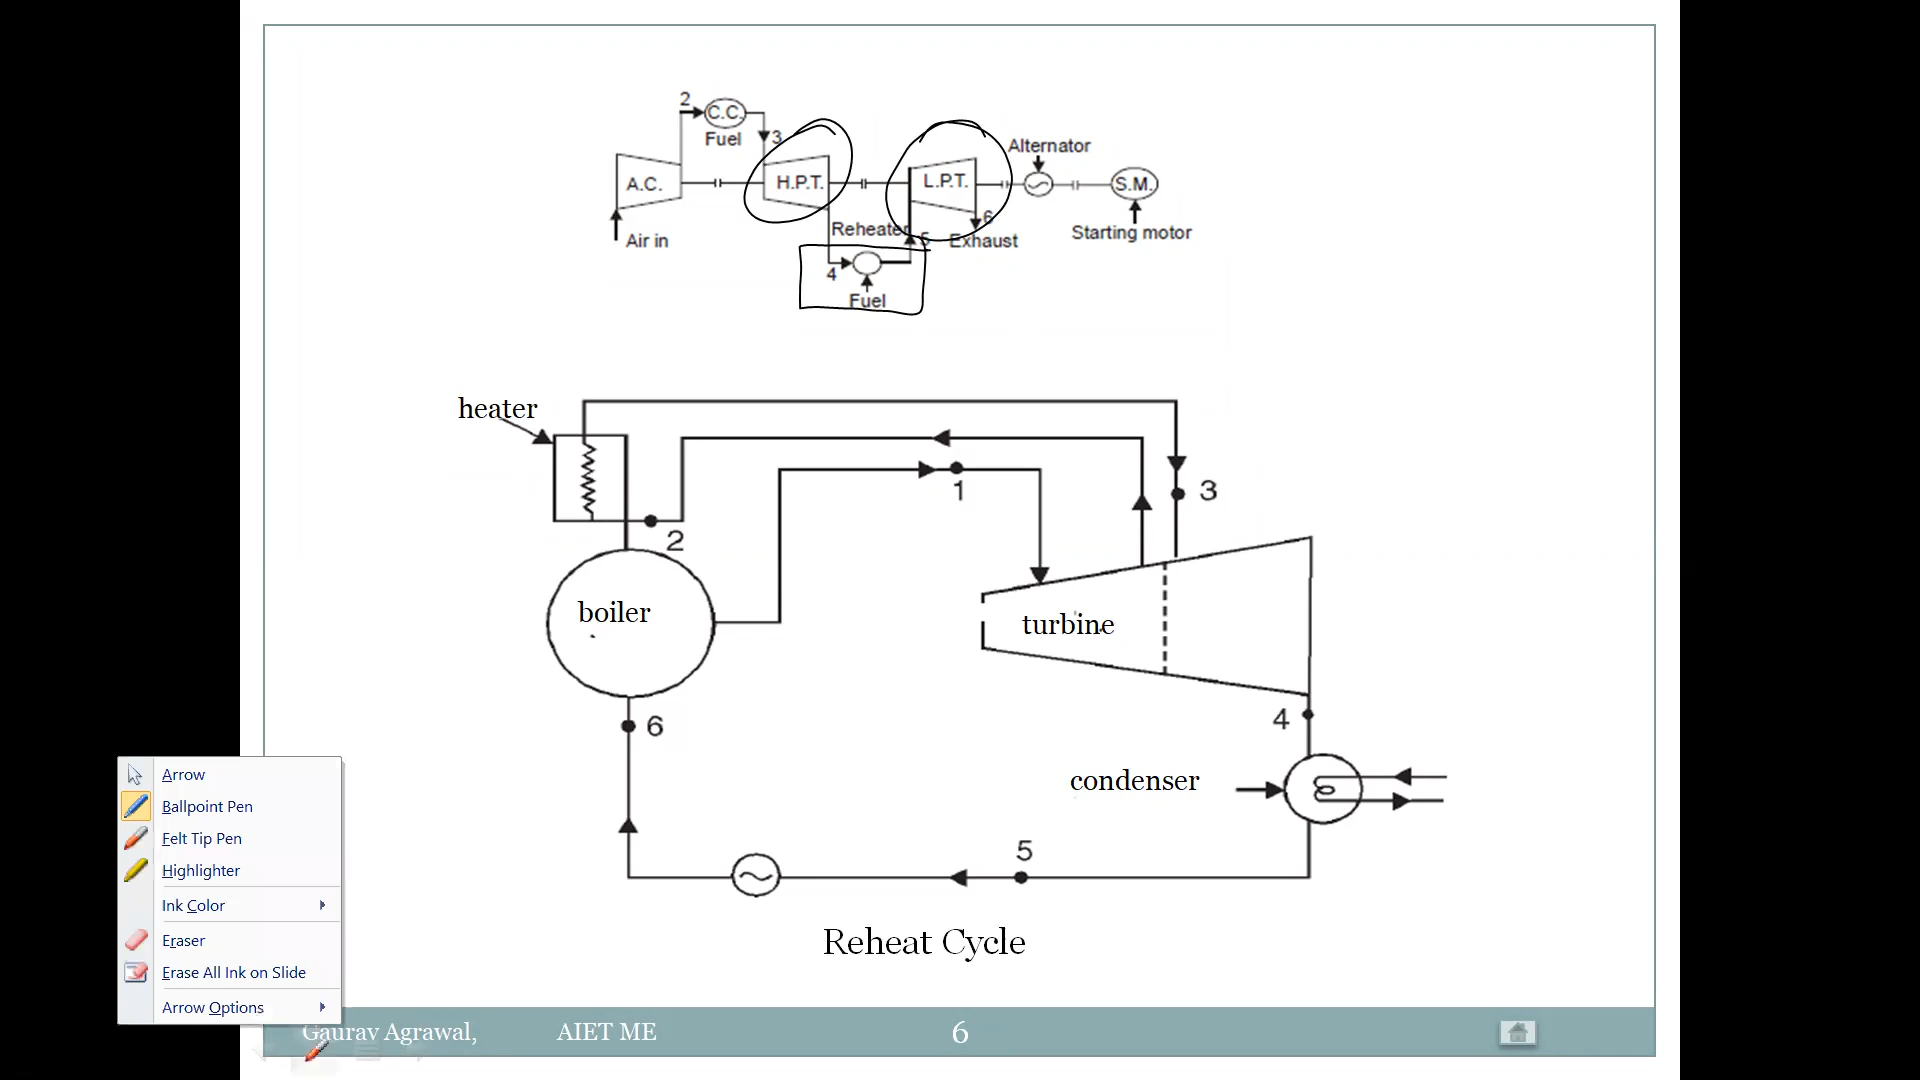 2
C.C.
Fuel
3
A.C.
H.P.T.
L.P.T.
Alternator
S.M.
Air in
Reheater
5
6
Exhaust
Starting motor
4
Fuel
heater
1
3
2
boiler
turbine
6
4
condenser
5
Reheat Cycle
Arrow
Ballpoint Pen
Felt Tip Pen
Highlighter
Ink Color
Eraser
Erase All Ink on Slide
Arrow Options
Gaurav Agrawal, AIET ME 6